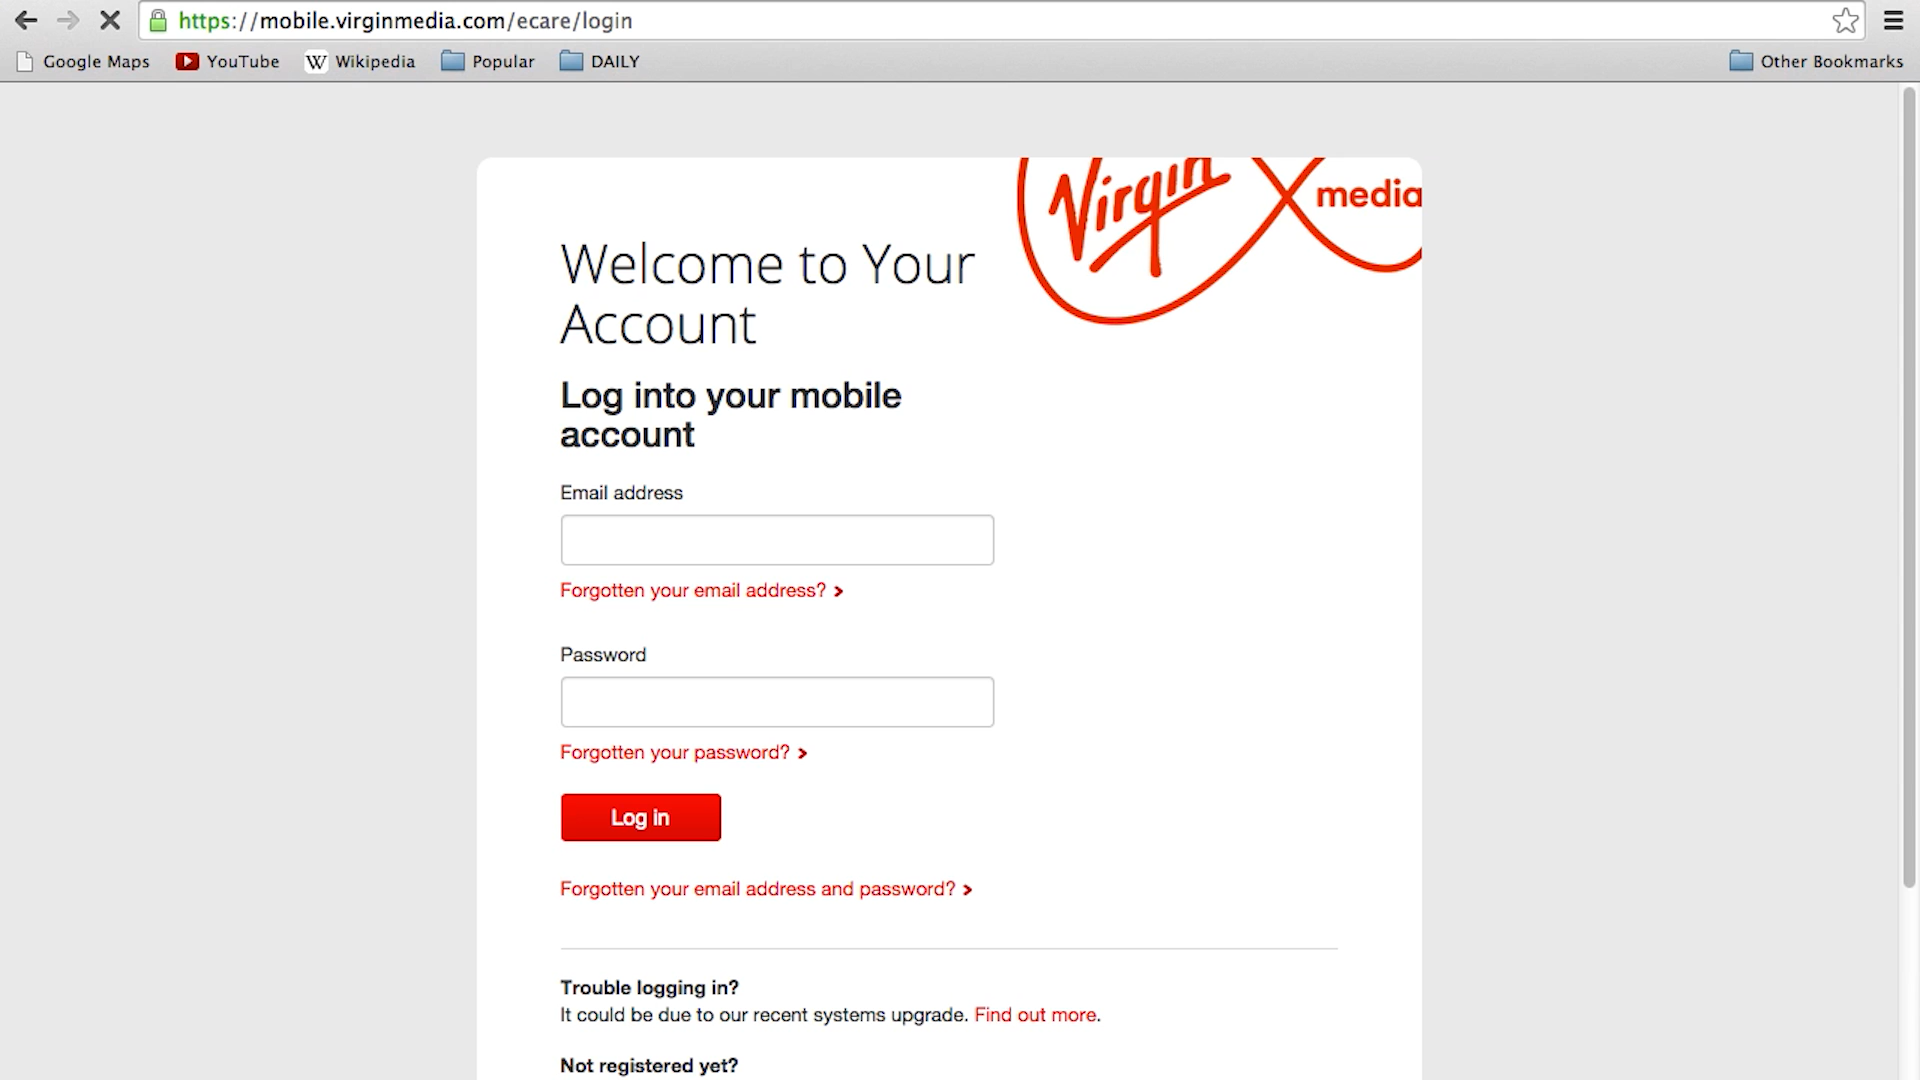 https://mobile.virginmedia.com/ecare/login
Google Maps YouTube Wikipedia Popular DAILY Other Bookmarks
Virgin media
Welcome to Your
Account
Log into your mobile
account
Email address
Forgotten your email address? >
Password
Forgotten your password? >
Log in
Forgotten your email address and password? >
Trouble logging in?
It could be due to our recent systems upgrade. Find out more.
Not registered yet?